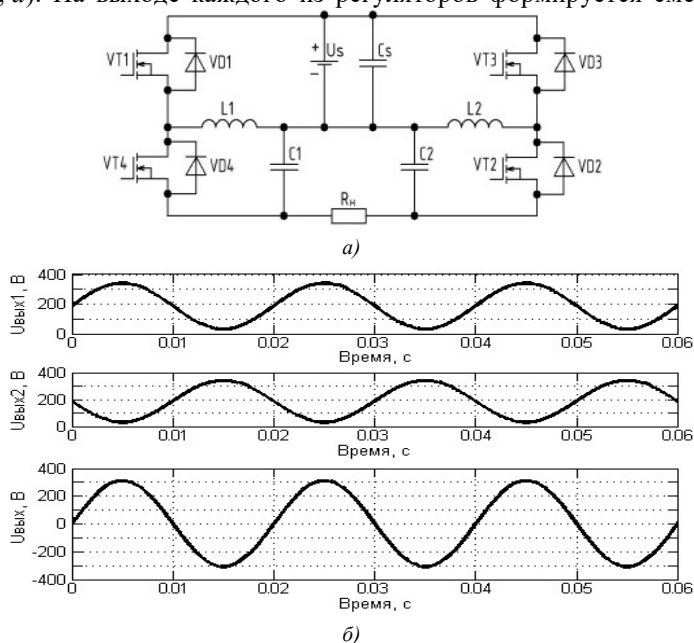 а). На выходе каждого из регуляторов формируется сме
VT1 VD1 + Us Cs VT3 VD3
−
L1 L2
VT4 VD4 C1 C2 VT2 VD2
Rн
а)
Uвых1, В
400
200
0
0 0.01 0.02 0.03 0.04 0.05 0.06
Время, с
Uвых2, В
400
200
0
0 0.01 0.02 0.03 0.04 0.05 0.06
Время, с
Uвых, В
400
200
0
-200
-400
0 0.01 0.02 0.03 0.04 0.05 0.06
Время, с
б)